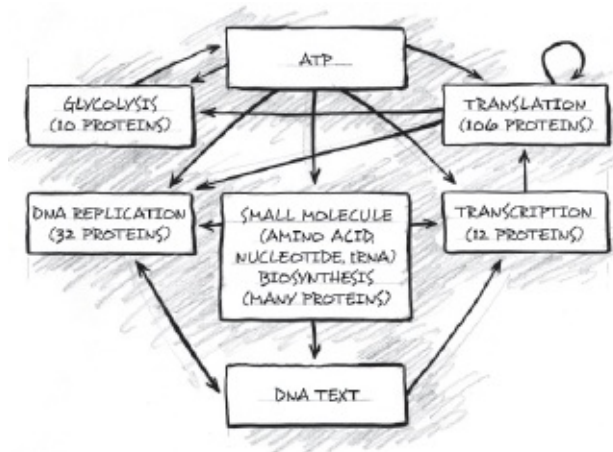 ATP
GLYCOLYSIS
(10 PROTEINS)
TRANSLATION
(106 PROTEINS)
DNA REPLICATION
(32 PROTEINS)
SMALL MOLECULE
(AMINO ACID,
NUCLEOTIDE, tRNA)
BIOSYNTHESIS
(MANY PROTEINS)
TRANSCRIPTION
(12 PROTEINS)
DNA TEXT